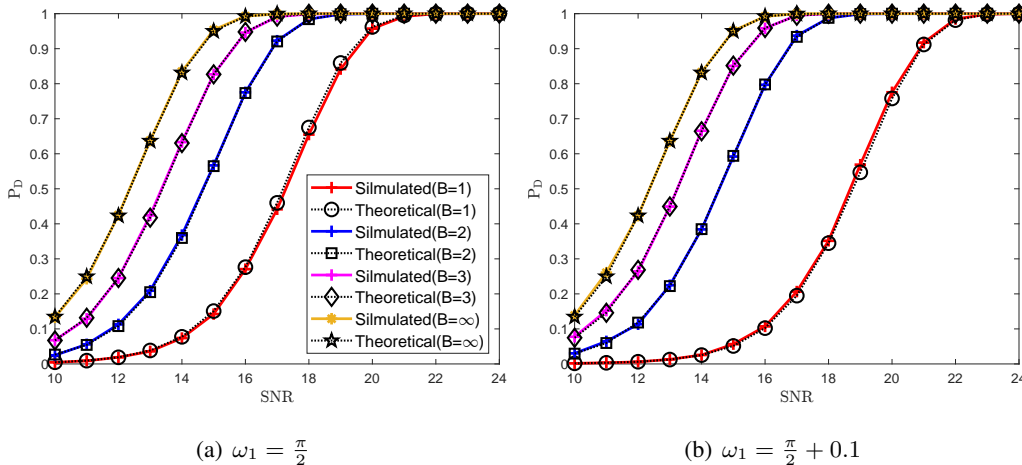 1
0.9
0.8
0.7
0.6
0.5
0.4
0.3
0.2
0.1
0
P_D
10 12 14 16 18 20 22 24
SNR
Silmulated(B=1)
Theoretical(B=1)
Silmulated(B=2)
Theoretical(B=2)
Silmulated(B=3)
Theoretical(B=3)
Silmulated(B=∞)
Theoretical(B=∞)
(a) ω₁ = π/2
1
0.9
0.8
0.7
0.6
0.5
0.4
0.3
0.2
0.1
0
P_D
10 12 14 16 18 20 22 24
SNR
(b) ω₁ = π/2 + 0.1